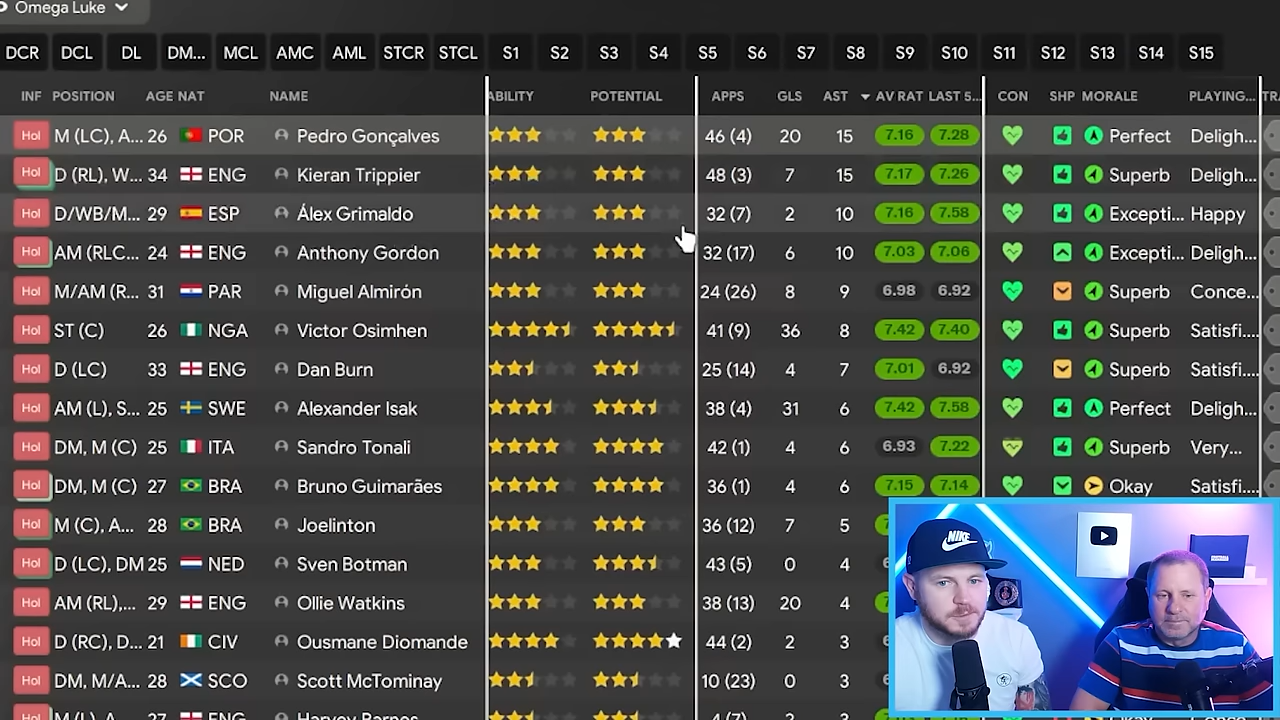 Omega Luke
DCR DCL DL DM... MCL AMC AML STCR STCL S1 S2 S3 S4 S5 S6 S7 S8 S9 S10 S11 S12 S13 S14 S15
INF POSITION AGE NAT NAME ABILITY POTENTIAL APPS GLS AST AV RAT LAST 5... CON SHP MORALE PLAYING... TR
Hol M (LC), A... 26 POR Pedro Gonçalves 46 (4) 20 15 7.16 7.28 Perfect Deligh...
Hol D (RL), W... 34 ENG Kieran Trippier 48 (3) 7 15 7.17 7.26 Superb Deligh...
Hol D/WB/M... 29 ESP Álex Grimaldo 32 (7) 2 10 7.16 7.58 Excepti... Happy
Hol AM (RLC... 24 ENG Anthony Gordon 32 (17) 6 10 7.03 7.06 Excepti... Deligh...
Hol M/AM (R... 31 PAR Miguel Almirón 24 (26) 8 9 6.98 6.92 Superb Conce...
Hol ST (C) 26 NGA Victor Osimhen 41 (9) 36 8 7.42 7.40 Superb Satisfi....
Hol D (LC) 33 ENG Dan Burn 25 (14) 4 7 7.01 6.92 Superb Satisfi....
Hol AM (L), S... 25 SWE Alexander Isak 38 (4) 31 6 7.42 7.58 Perfect Deligh...
Hol DM, M (C) 25 ITA Sandro Tonali 42 (1) 4 6 6.93 7.22 Superb Very...
Hol DM, M (C) 27 BRA Bruno Guimarães 36 (1) 4 6 7.15 7.14 Okay Satisfi....
Hol M (C), A... 28 BRA Joelinton 36 (12) 7 5
Hol D (LC), DM 25 NED Sven Botman 43 (5) 0 4
Hol AM (RL),... 29 ENG Ollie Watkins 38 (13) 20 4
Hol D (RC), D... 21 CIV Ousmane Diomande 44 (2) 2 3
Hol DM, M/A... 28 SCO Scott McTominay 10 (23) 0 3
Hol M (L), A... 27 ENG Harvey Barnes 4 (7)
NIKE